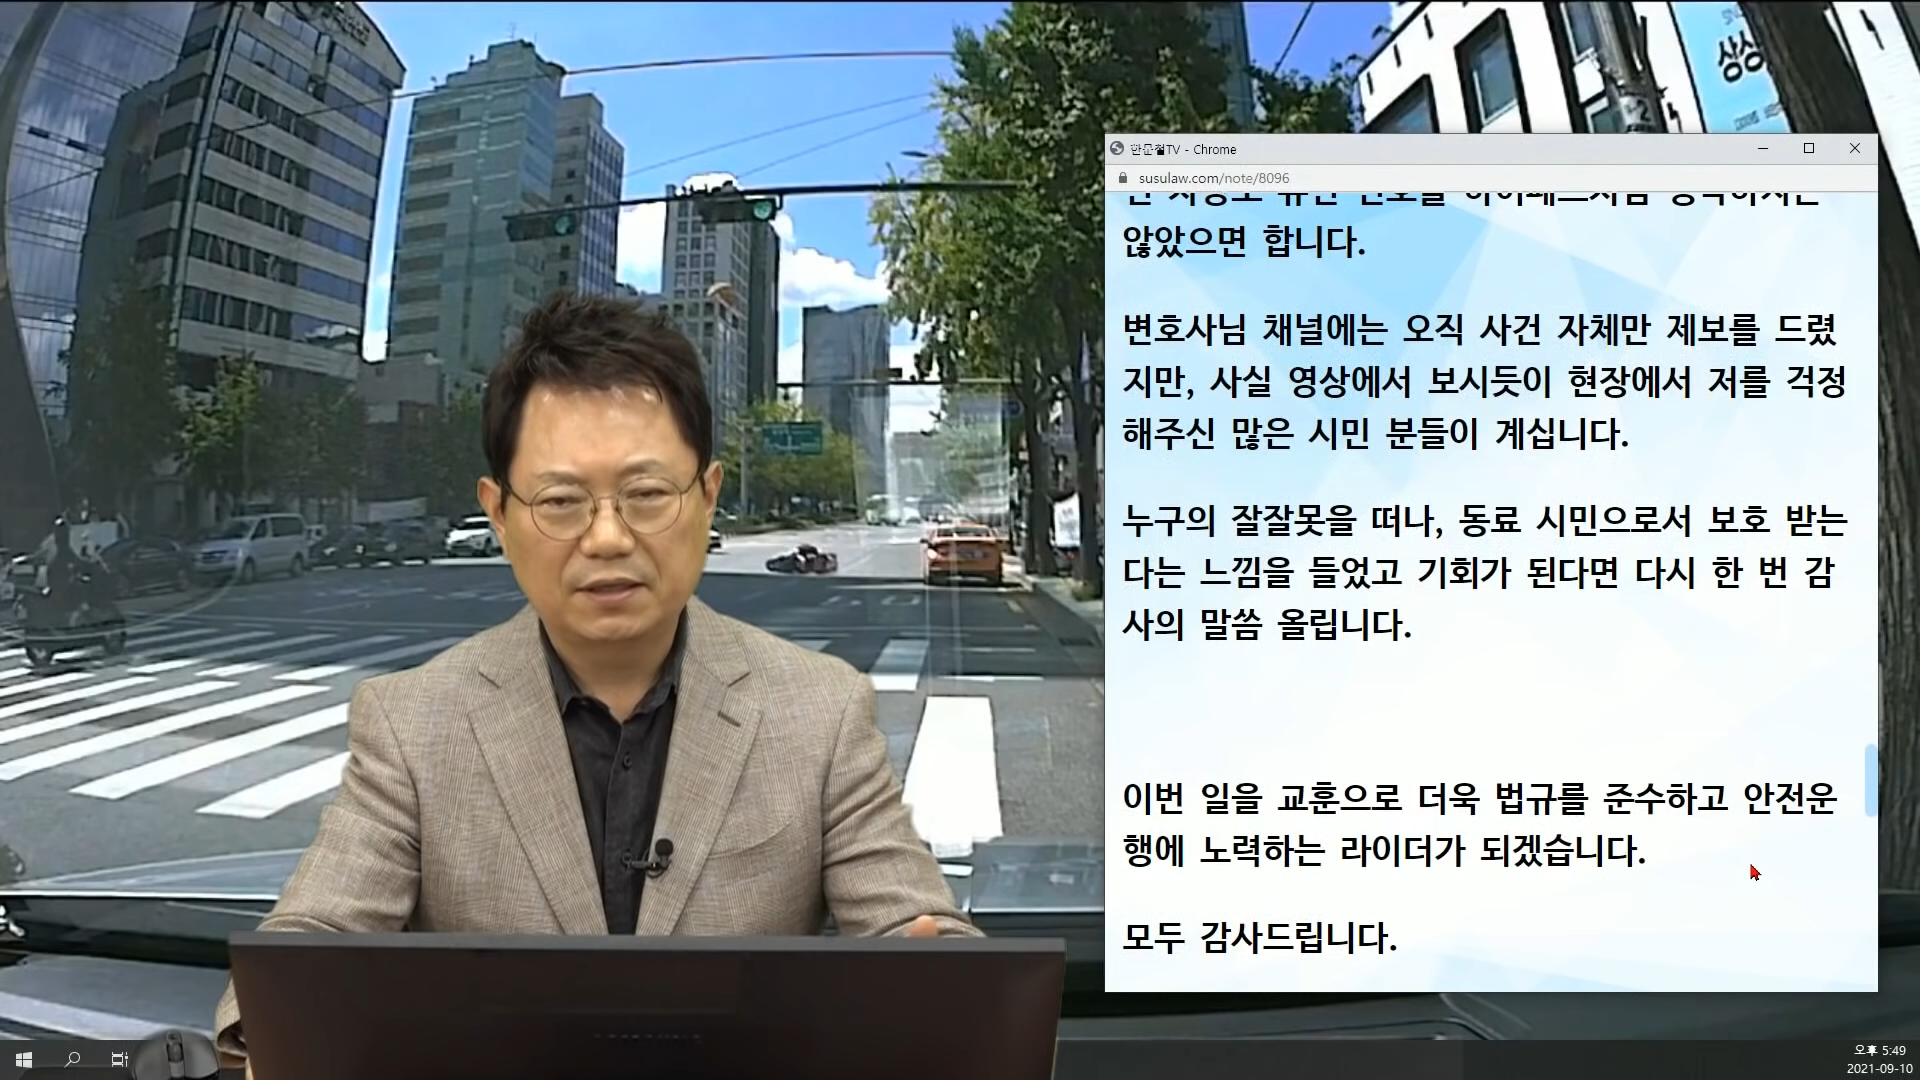 상상
한문철TV - Chrome
susulaw.com/note/8096
않았으면 합니다.
변호사님 채널에는 오직 사건 자체만 제보를 드렸
지만, 사실 영상에서 보시듯이 현장에서 저를 걱정
해주신 많은 시민 분들이 계십니다.
누구의 잘잘못을 떠나, 동료 시민으로서 보호 받는
다는 느낌을 들었고 기회가 된다면 다시 한 번 감
사의 말씀 올립니다.
이번 일을 교훈으로 더욱 법규를 준수하고 안전운
행에 노력하는 라이더가 되겠습니다.
모두 감사드립니다.
오후 5:49
2021-09-10